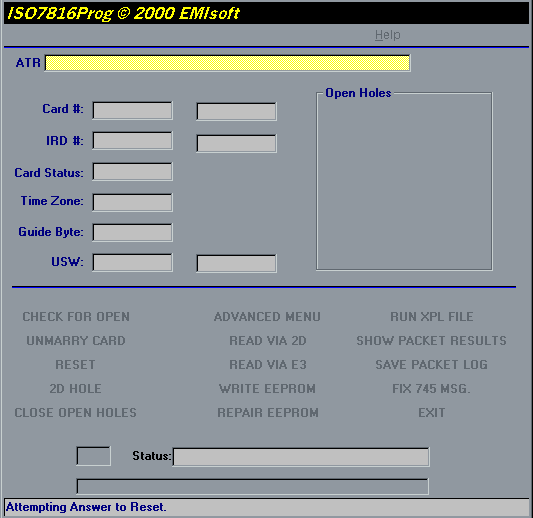 ISO7816Prog © 2000 EMIsoft
Help
ATR
Card #:
Open Holes
IRD #:
Card Status:
Time Zone:
Guide Byte:
USW:
CHECK FOR OPEN ADVANCED MENU RUN XPL FILE
UNMARRY CARD READ VIA 2D SHOW PACKET RESULTS
RESET READ VIA E3 SAVE PACKET LOG
2D HOLE WRITE EEPROM FIX 745 MSG.
CLOSE OPEN HOLES REPAIR EEPROM EXIT
Status:
Attempting Answer to Reset.